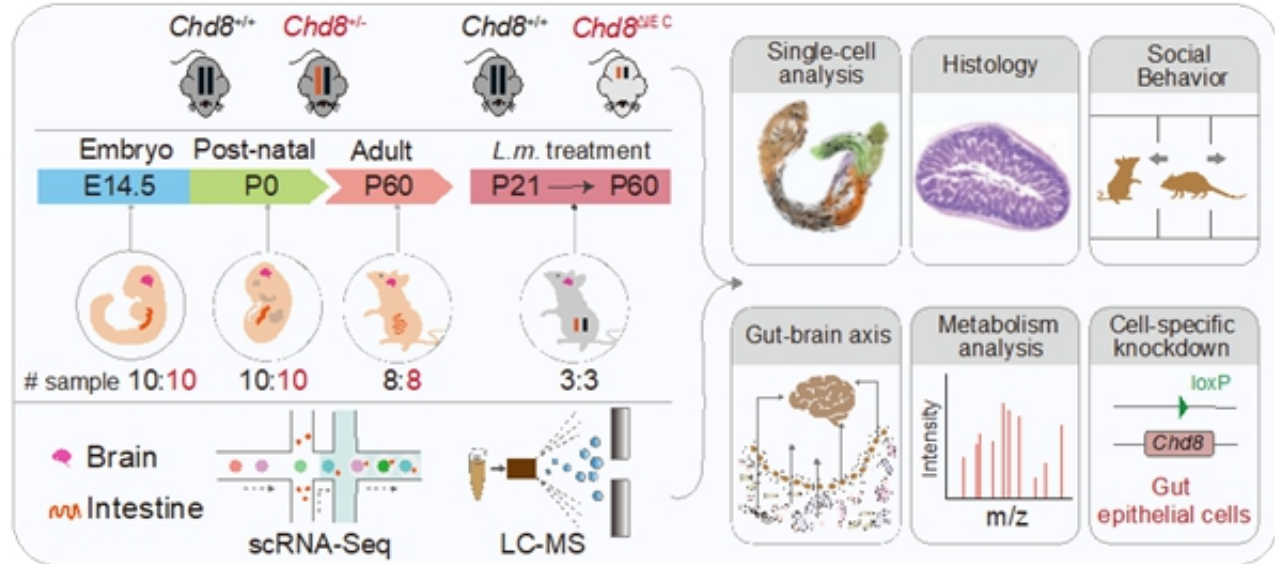 Chd8+/+ Chd8+/- Chd8+/+ Chd8ΔIE C
Embryo Post-natal Adult L.m. treatment
E14.5 P0 P60 P21 → P60
# sample 10:10 10:10 8:8 3:3
Brain
Intestine
scRNA-Seq LC-MS
Single-cell
analysis
Histology
Social
Behavior
Gut-brain axis
Metabolism
analysis
Intensity
m/z
Cell-specific
knockdown
loxP
Chd8
Gut
epithelial cells